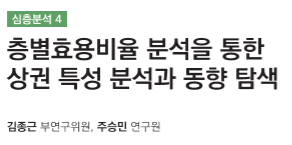 심층분석 4
층별효용비율 분석을 통한
상권 특성 분석과 동향 탐색
김종근 부연구위원, 주승민 연구원